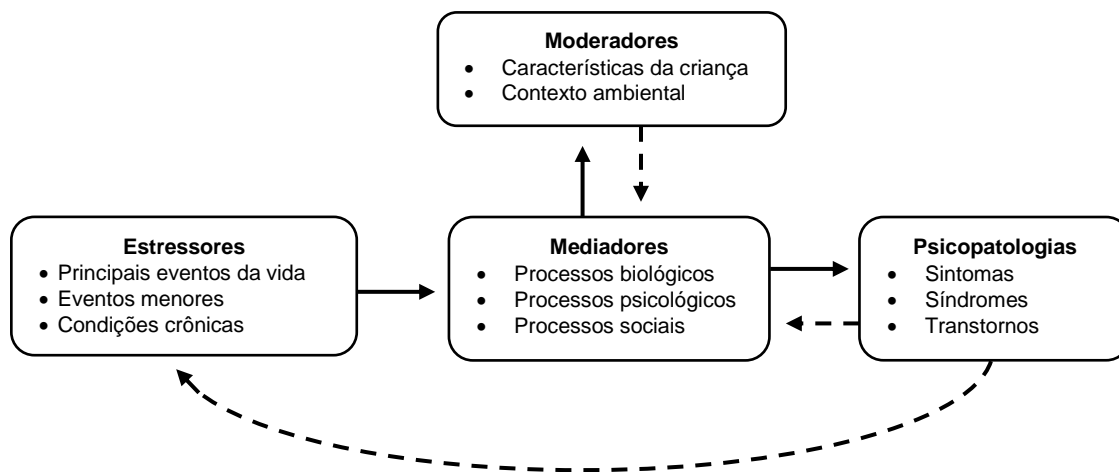 Moderadores
• Características da criança
• Contexto ambiental
Estressores
• Principais eventos da vida
• Eventos menores
• Condições crônicas
Mediadores
• Processos biológicos
• Processos psicológicos
• Processos sociais
Psicopatologias
• Sintomas
• Síndromes
• Transtornos